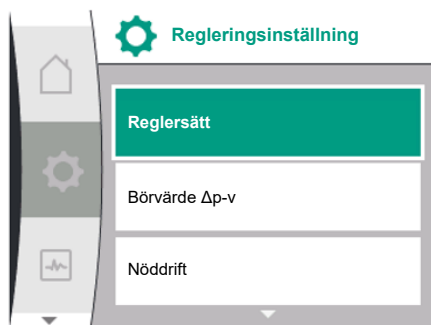 Regleringsinställning
Reglersätt
Börvärde Δp-v
Nöddrift